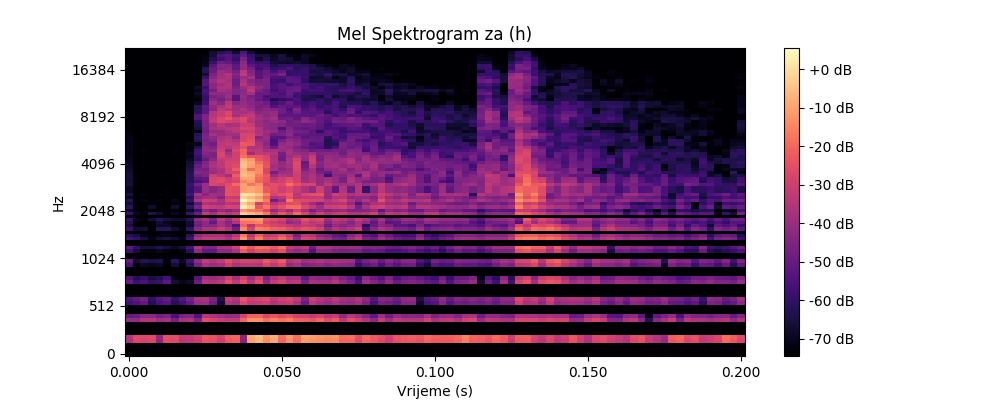 Mel Spektrogram za (h)
16384
8192
4096
2048
1024
512
0
Hz
0.000 0.050 0.100 0.150 0.200
Vrijeme (s)
+0 dB
-10 dB
-20 dB
-30 dB
-40 dB
-50 dB
-60 dB
-70 dB